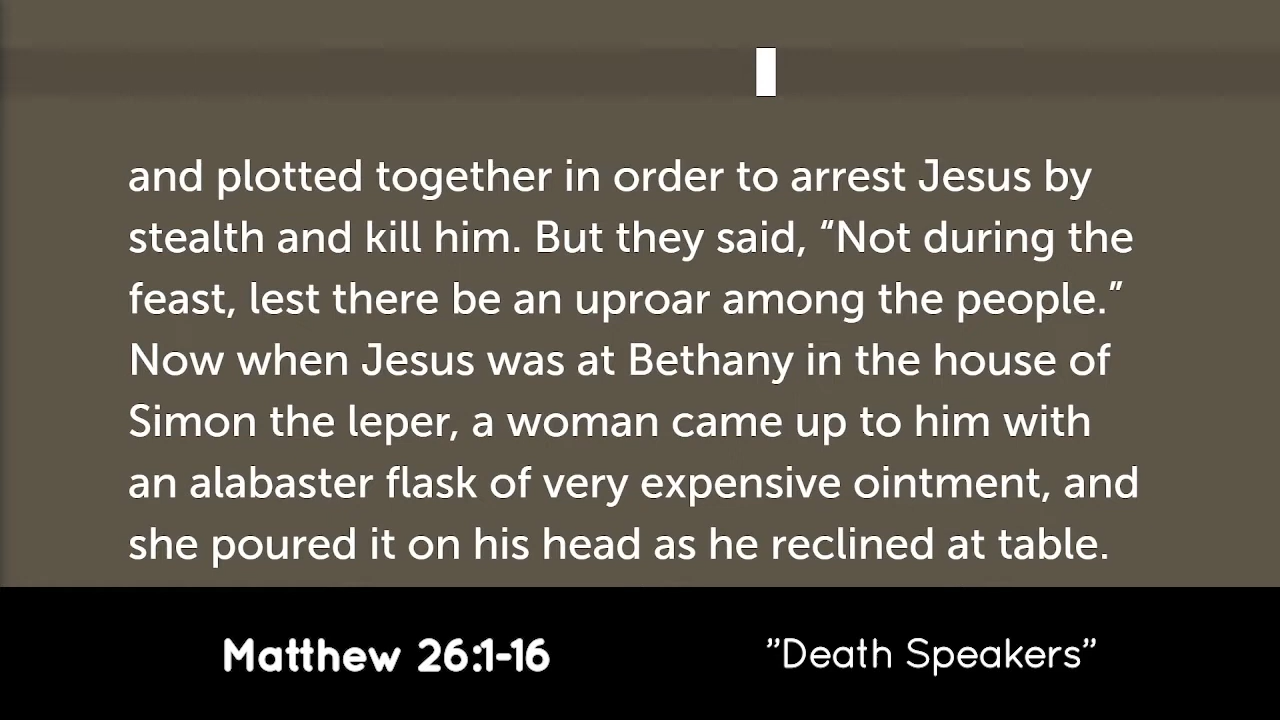 and plotted together in order to arrest Jesus by
stealth and kill him. But they said, “Not during the
feast, lest there be an uproar among the people.”
Now when Jesus was at Bethany in the house of
Simon the leper, a woman came up to him with
an alabaster flask of very expensive ointment, and
she poured it on his head as he reclined at table.
Matthew 26:1-16
”Death Speakers”